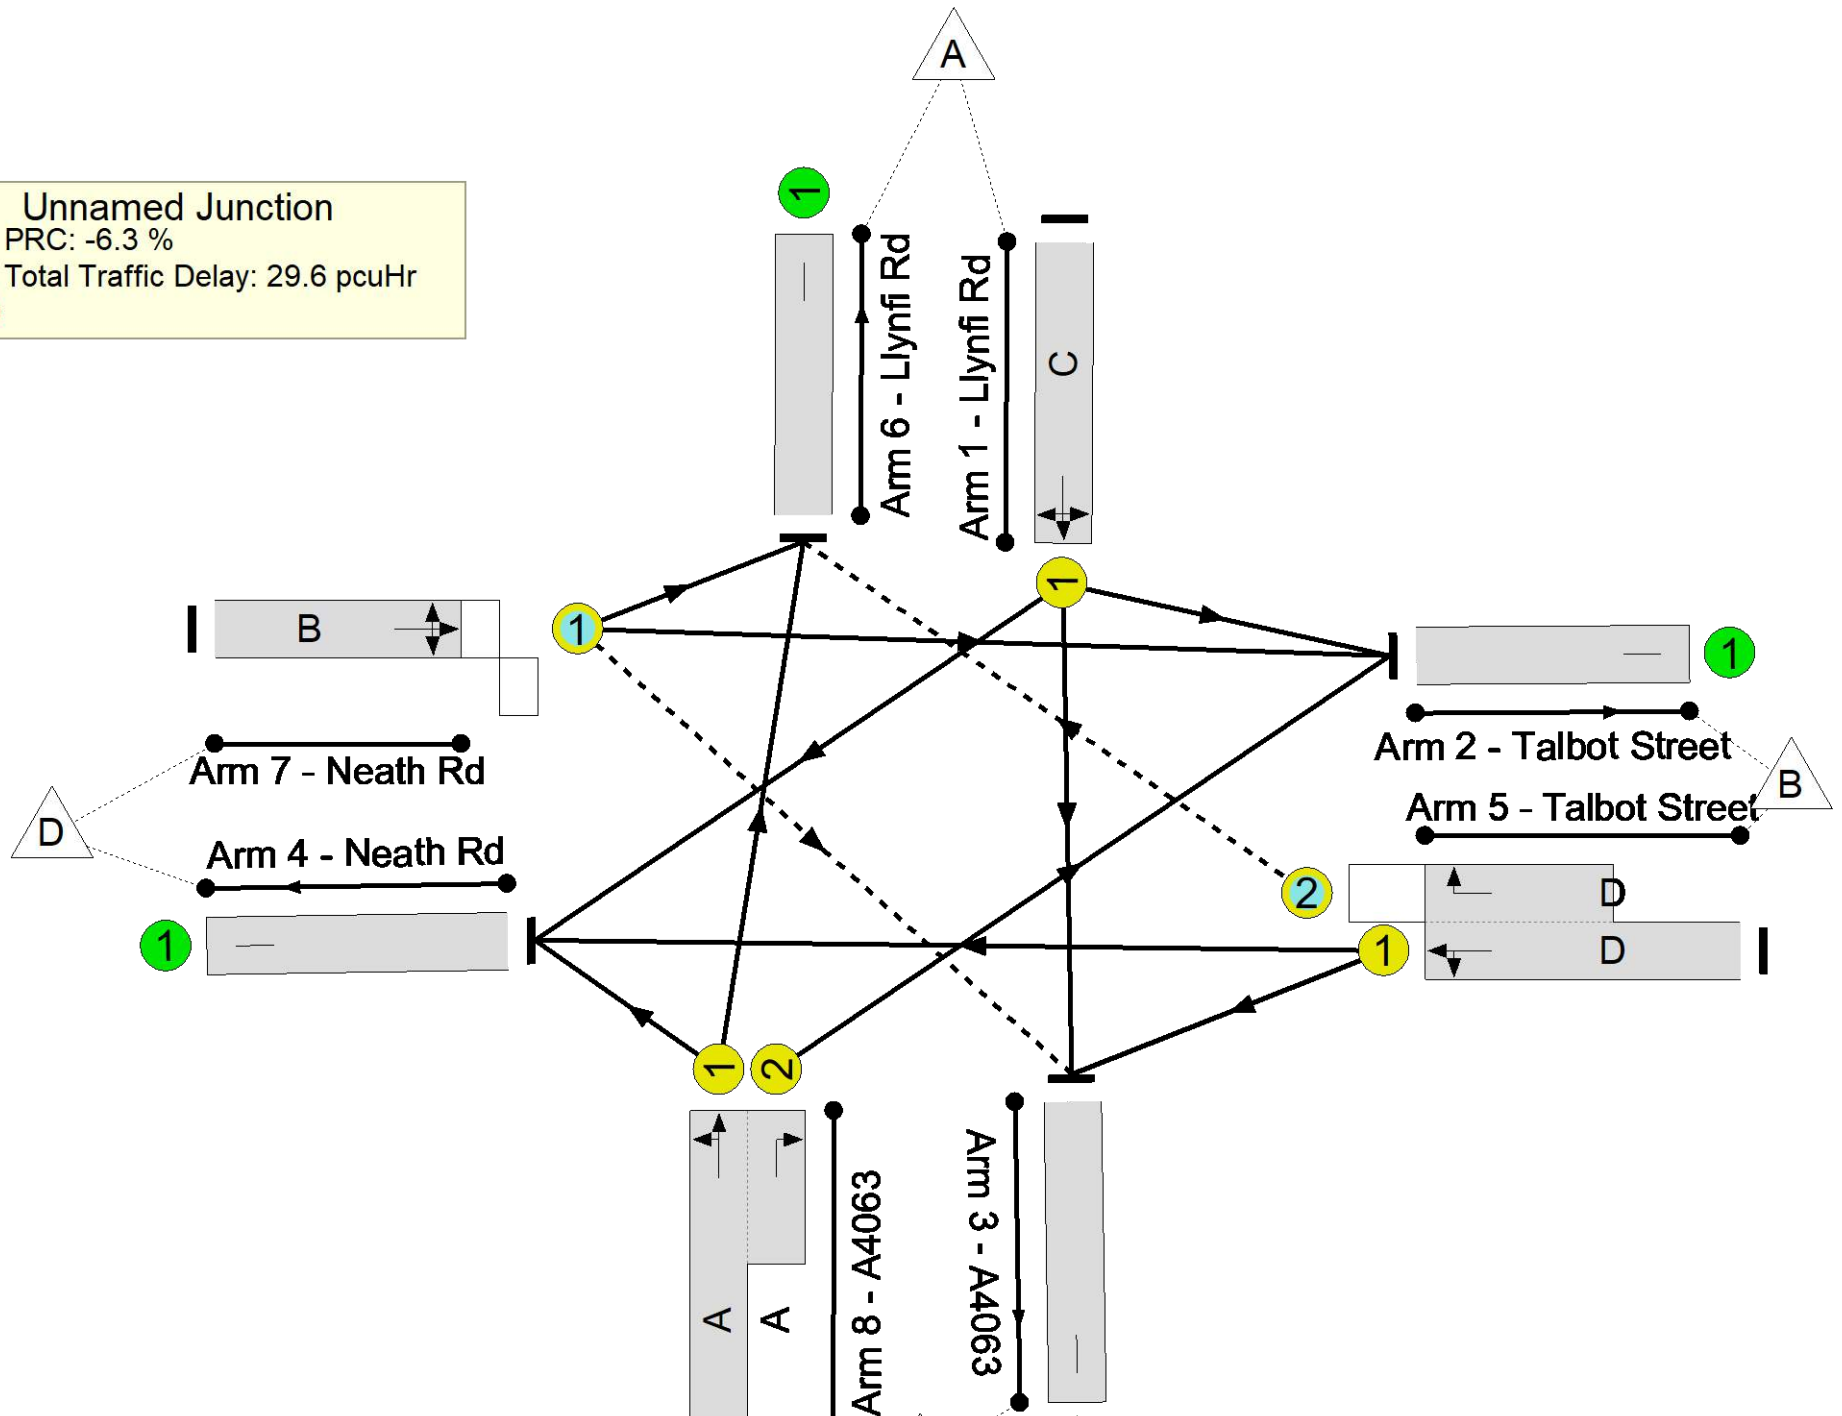 A
Unnamed Junction
PRC: -6.3 %
Total Traffic Delay: 29.6 pcuHr
1
Arm 6 - Llynfi Rd
Arm 1 - Llynfi Rd
C
1
B
1
1
Arm 7 - Neath Rd
Arm 2 - Talbot Street
B
D
Arm 4 - Neath Rd
Arm 5 - Talbot Street
2
D
1
1
D
1
2
A
A
Arm 8 - A4063
Arm 3 - A4063